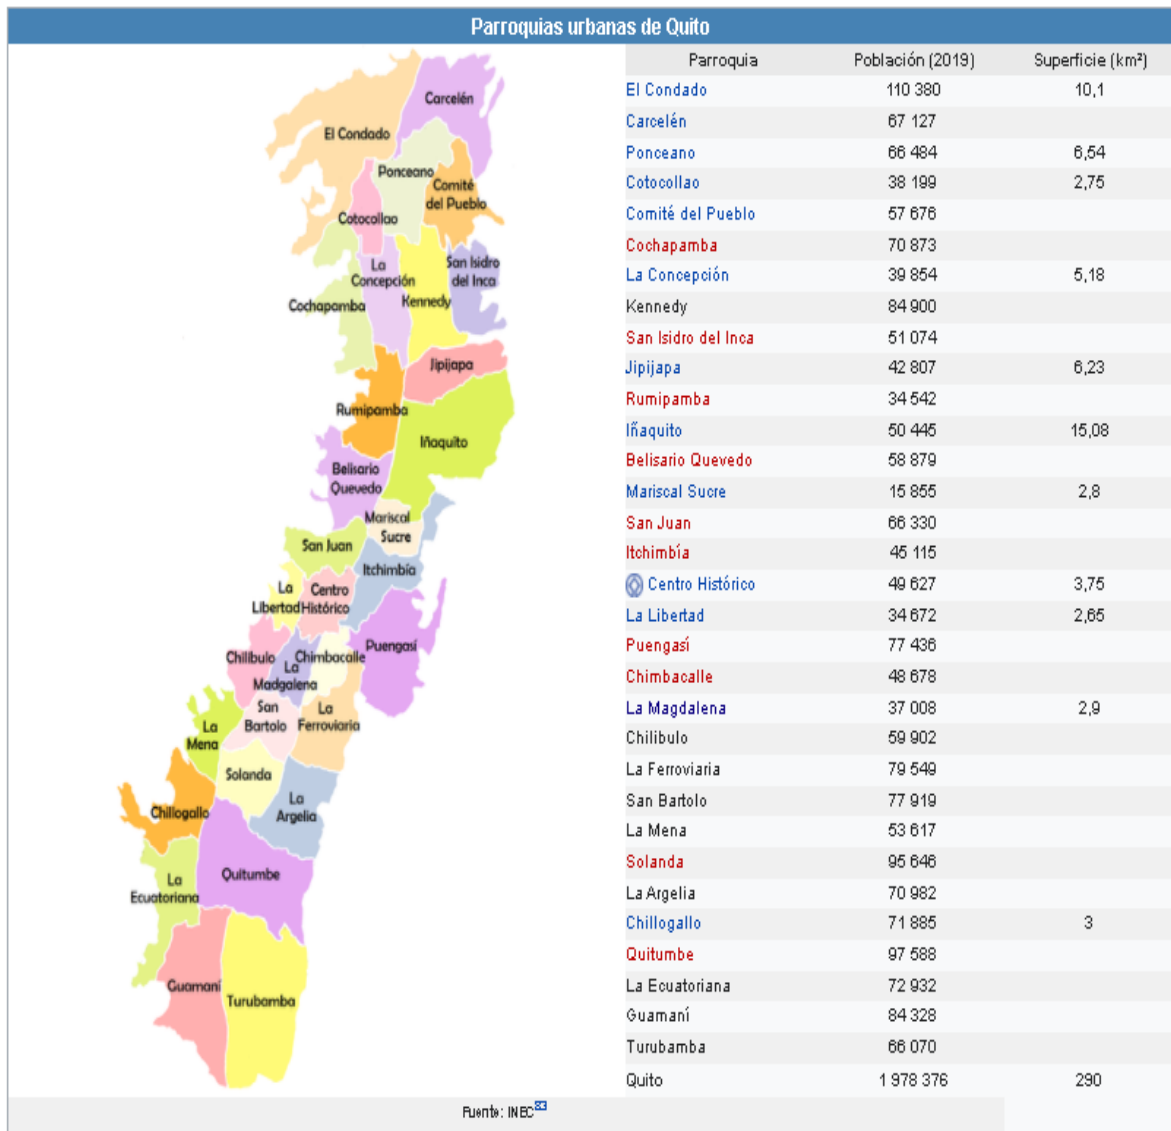 Parroquias urbanas de Quito
Carcelén
El Condado
Ponceano
Comité
del Pueblo
Cotocollao
La
Concepción
San Isidro
del Inca
Kennedy
Cochapamba
Jipijapa
Rumipamba
Iñaquito
Belisario
Quevedo
Mariscal
Sucre
San Juan
Itchimbía
La
Libertad
Centro
Histórico
Puengasí
Chilibulo
La
Madgalena
Chimbacalle
San
Bartolo
La
Ferroviaria
La
Mena
Solanda
La
Argelia
Chillogallo
Quitumbe
La
Ecuatoriana
Guamaní
Turubamba
Parroquia Población (2019) Superficie (km²)
El Condado 110 380 10,1
Carcelén 67 127
Ponceano 66 484 6,54
Cotocollao 38 199 2,75
Comité del Pueblo 57 676
Cochapamba 70 873
La Concepción 39 854 5,18
Kennedy 84 900
San Isidro del Inca 51 074
Jipijapa 42 807 6,23
Rumipamba 34 542
Iñaquito 50 445 15,08
Belisario Quevedo 58 879
Mariscal Sucre 15 855 2,8
San Juan 66 330
Itchimbía 45 115
Centro Histórico 49 627 3,75
La Libertad 34 672 2,65
Puengasí 77 436
Chimbacalle 48 678
La Magdalena 37 008 2,9
Chilibulo 59 902
La Ferroviaria 79 549
San Bartolo 77 919
La Mena 53 617
Solanda 95 646
La Argelia 70 982
Chillogallo 71 885 3
Quitumbe 97 588
La Ecuatoriana 72 932
Guamaní 84 328
Turubamba 66 070
Quito 1 978 376 290
Fuente: INEC83